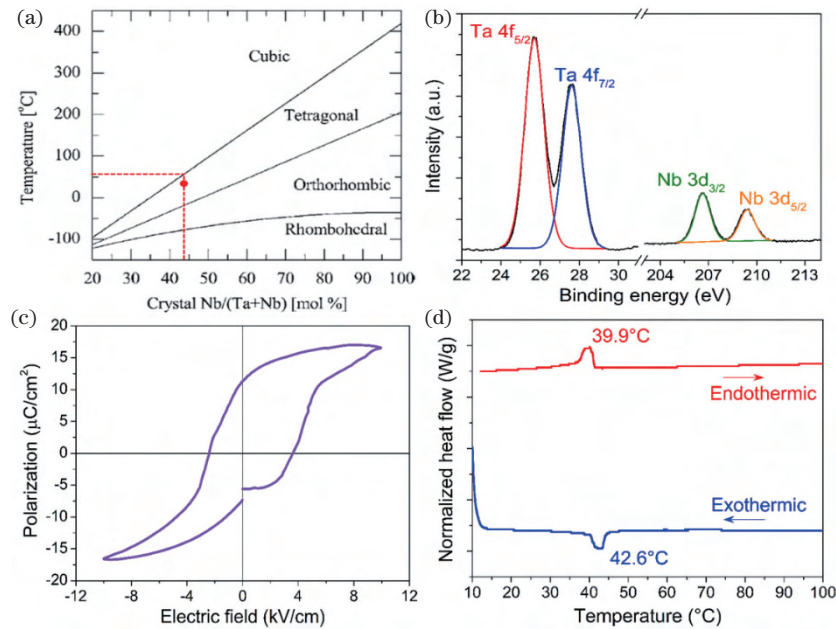 (a)
400
300
200
100
0
-100
Temperature [°C]
Cubic
Tetragonal
Orthorhombic
Rhombohedral
20 30 40 50 60 70 80 90 100
Crystal Nb/(Ta+Nb) [mol %]
(b)
Intensity (a.u.)
Ta 4f5/2
Ta 4f7/2
Nb 3d3/2
Nb 3d5/2
22 24 26 28 30 204 207 210 213
Binding energy (eV)
(c)
20
15
10
5
0
-5
-10
-15
-20
Polarization (μC/cm2)
-12 -8 -4 0 4 8 12
Electric field (kV/cm)
(d)
Normalized heat flow (W/g)
39.9°C
Endothermic
Exothermic
42.6°C
10 20 30 40 50 60 70 80 90 100
Temperature (°C)